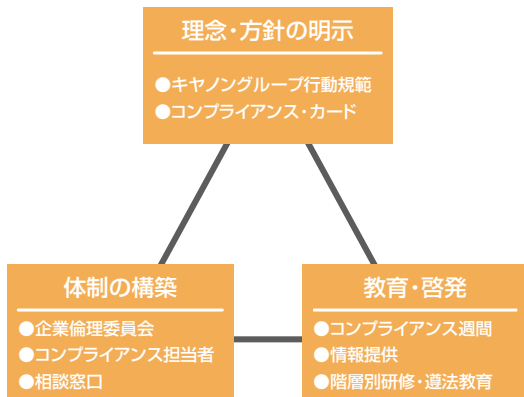 理念・方針の明示
●キヤノングループ行動規範
●コンプライアンス・カード
体制の構築
●企業倫理委員会
●コンプライアンス担当者
●相談窓口
教育・啓発
●コンプライアンス週間
●情報提供
●階層別研修・遵法教育